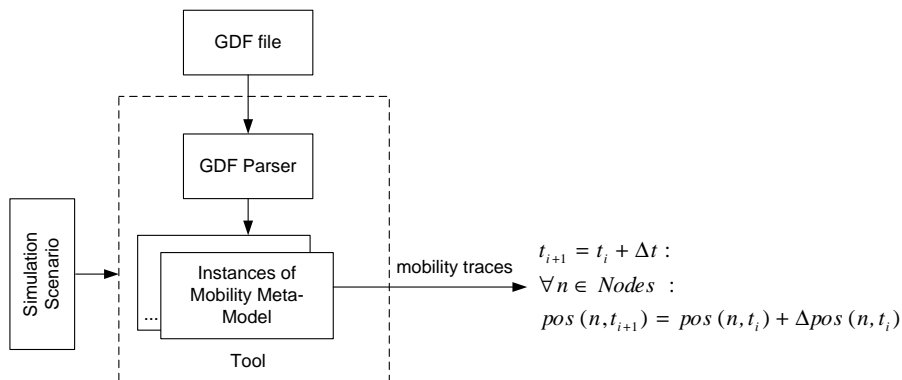 GDF file
GDF Parser
Simulation
Scenario
Instances of
Mobility Meta-
Model
...
Tool
mobility traces
t_{i+1} = t_i + Δt :
∀n ∈ Nodes :
pos (n,t_{i+1}) = pos (n,t_i) + Δpos (n,t_i)